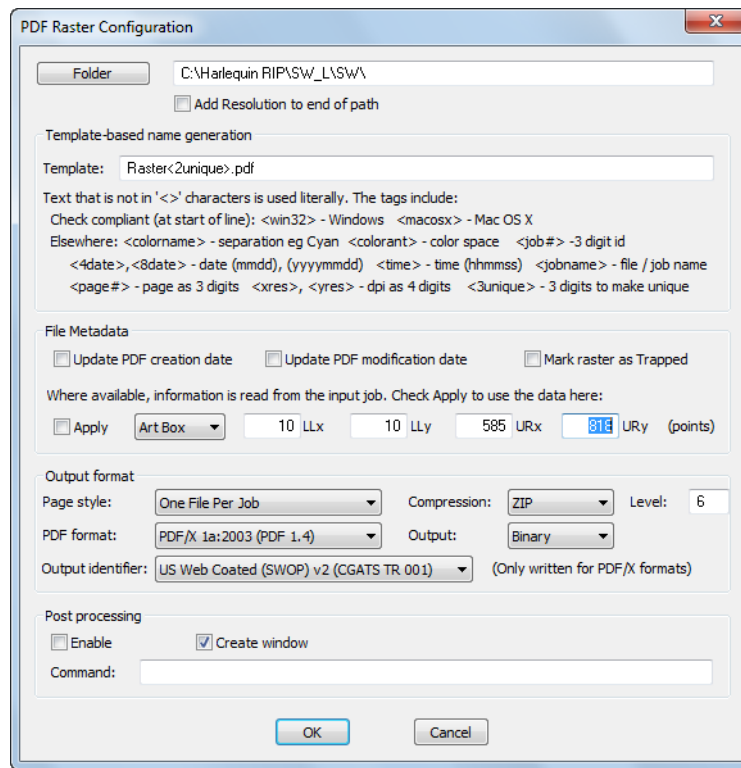 PDF Raster Configuration
Folder C:\Harlequin RIP\SW_L\SW\
Add Resolution to end of path
Template-based name generation
Template: Raster<2unique>.pdf
Text that is not in '<>' characters is used literally. The tags include:
Check compliant (at start of line): <win32> - Windows <macosx> - Mac OS X
Elsewhere: <colorname> - separation eg Cyan <colorant> - color space <job#> -3 digit id
<4date>,<8date> - date (mmdd), (yyyymmdd) <time> - time (hhmmss) <jobname> - file / job name
<page#> - page as 3 digits <xres>, <yres> - dpi as 4 digits <3unique> - 3 digits to make unique
File Metadata
Update PDF creation date Update PDF modification date Mark raster as Trapped
Where available, information is read from the input job. Check Apply to use the data here:
Apply Art Box 10 LLx 10 LLy 585 URx 818 URy (points)
Output format
Page style: One File Per Job Compression: ZIP Level: 6
PDF format: PDF/X 1a:2003 (PDF 1.4) Output: Binary
Output identifier: US Web Coated (SWOP) v2 (CGATS TR 001) (Only written for PDF/X formats)
Post processing
Enable Create window
Command:
OK Cancel